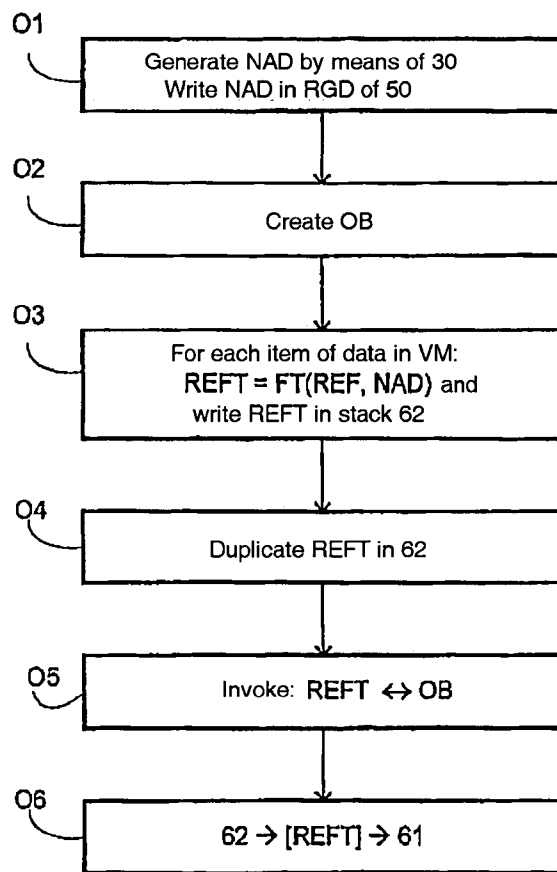 O1
Generate NAD by means of 30
Write NAD in RGD of 50
O2
Create OB
O3
For each item of data in VM:
REFT = FT(REF, NAD) and
write REFT in stack 62
O4
Duplicate REFT in 62
O5
Invoke: REFT ↔ OB
O6
62 → [REFT] → 61